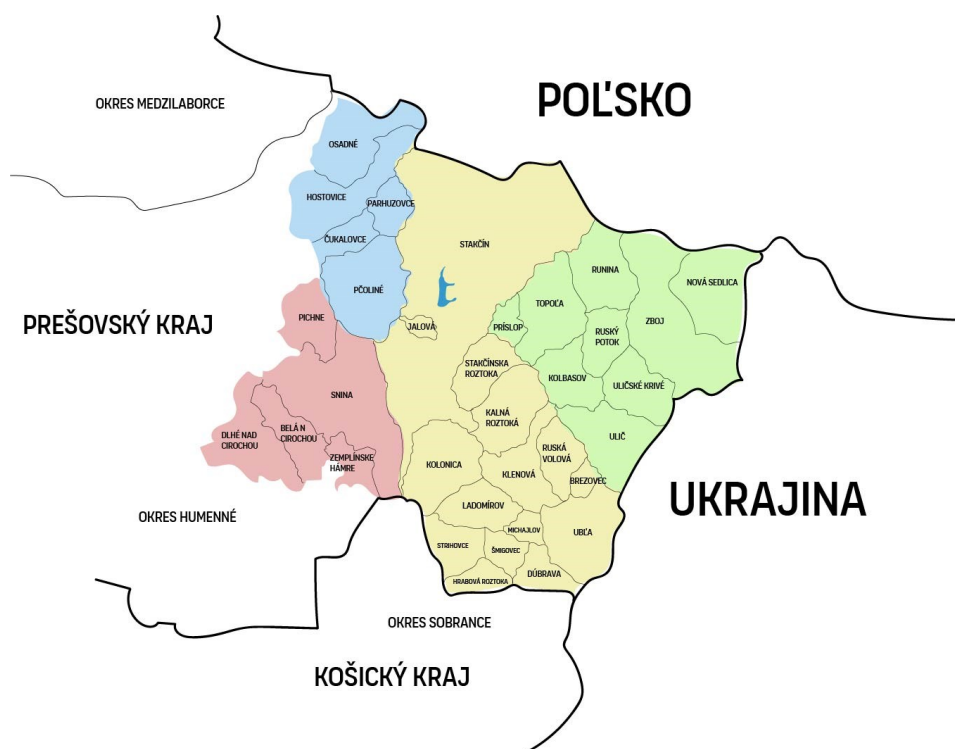 POĽSKO
OKRES MEDZILABORCE
OSADNÉ
HOSTOVICE
PARHUZOVCE
ČUKALOVCE
STAKČÍN
PČOLINÉ
RUNINA
NOVÁ SEDLICA
TOPOĽA
PRÍSLOP
RUSKÝ
POTOK
ZBOJ
PREŠOVSKÝ KRAJ
PICHNE
JALOVÁ
STAKČÍNSKA
ROZTOKA
KOLBASOV
ULIČSKÉ KRIVÉ
SNINA
KALNÁ
ROZTOKÁ
ULIČ
DLHÉ NAD
CIROCHOU
BELÁ N
CIROCHOU
ZEMPLÍNSKE
HÁMRE
KOLONICA
RUSKÁ
VOLOVÁ
KLENOVÁ
BREZOVEC
UKRAJINA
LADOMÍROV
OKRES HUMENNÉ
MICHAJLOV
UBĽA
STRIHOVCE
ŠMIGOVEC
HRABOVÁ ROZTOKA
DÚBRAVA
OKRES SOBRANCE
KOŠICKÝ KRAJ